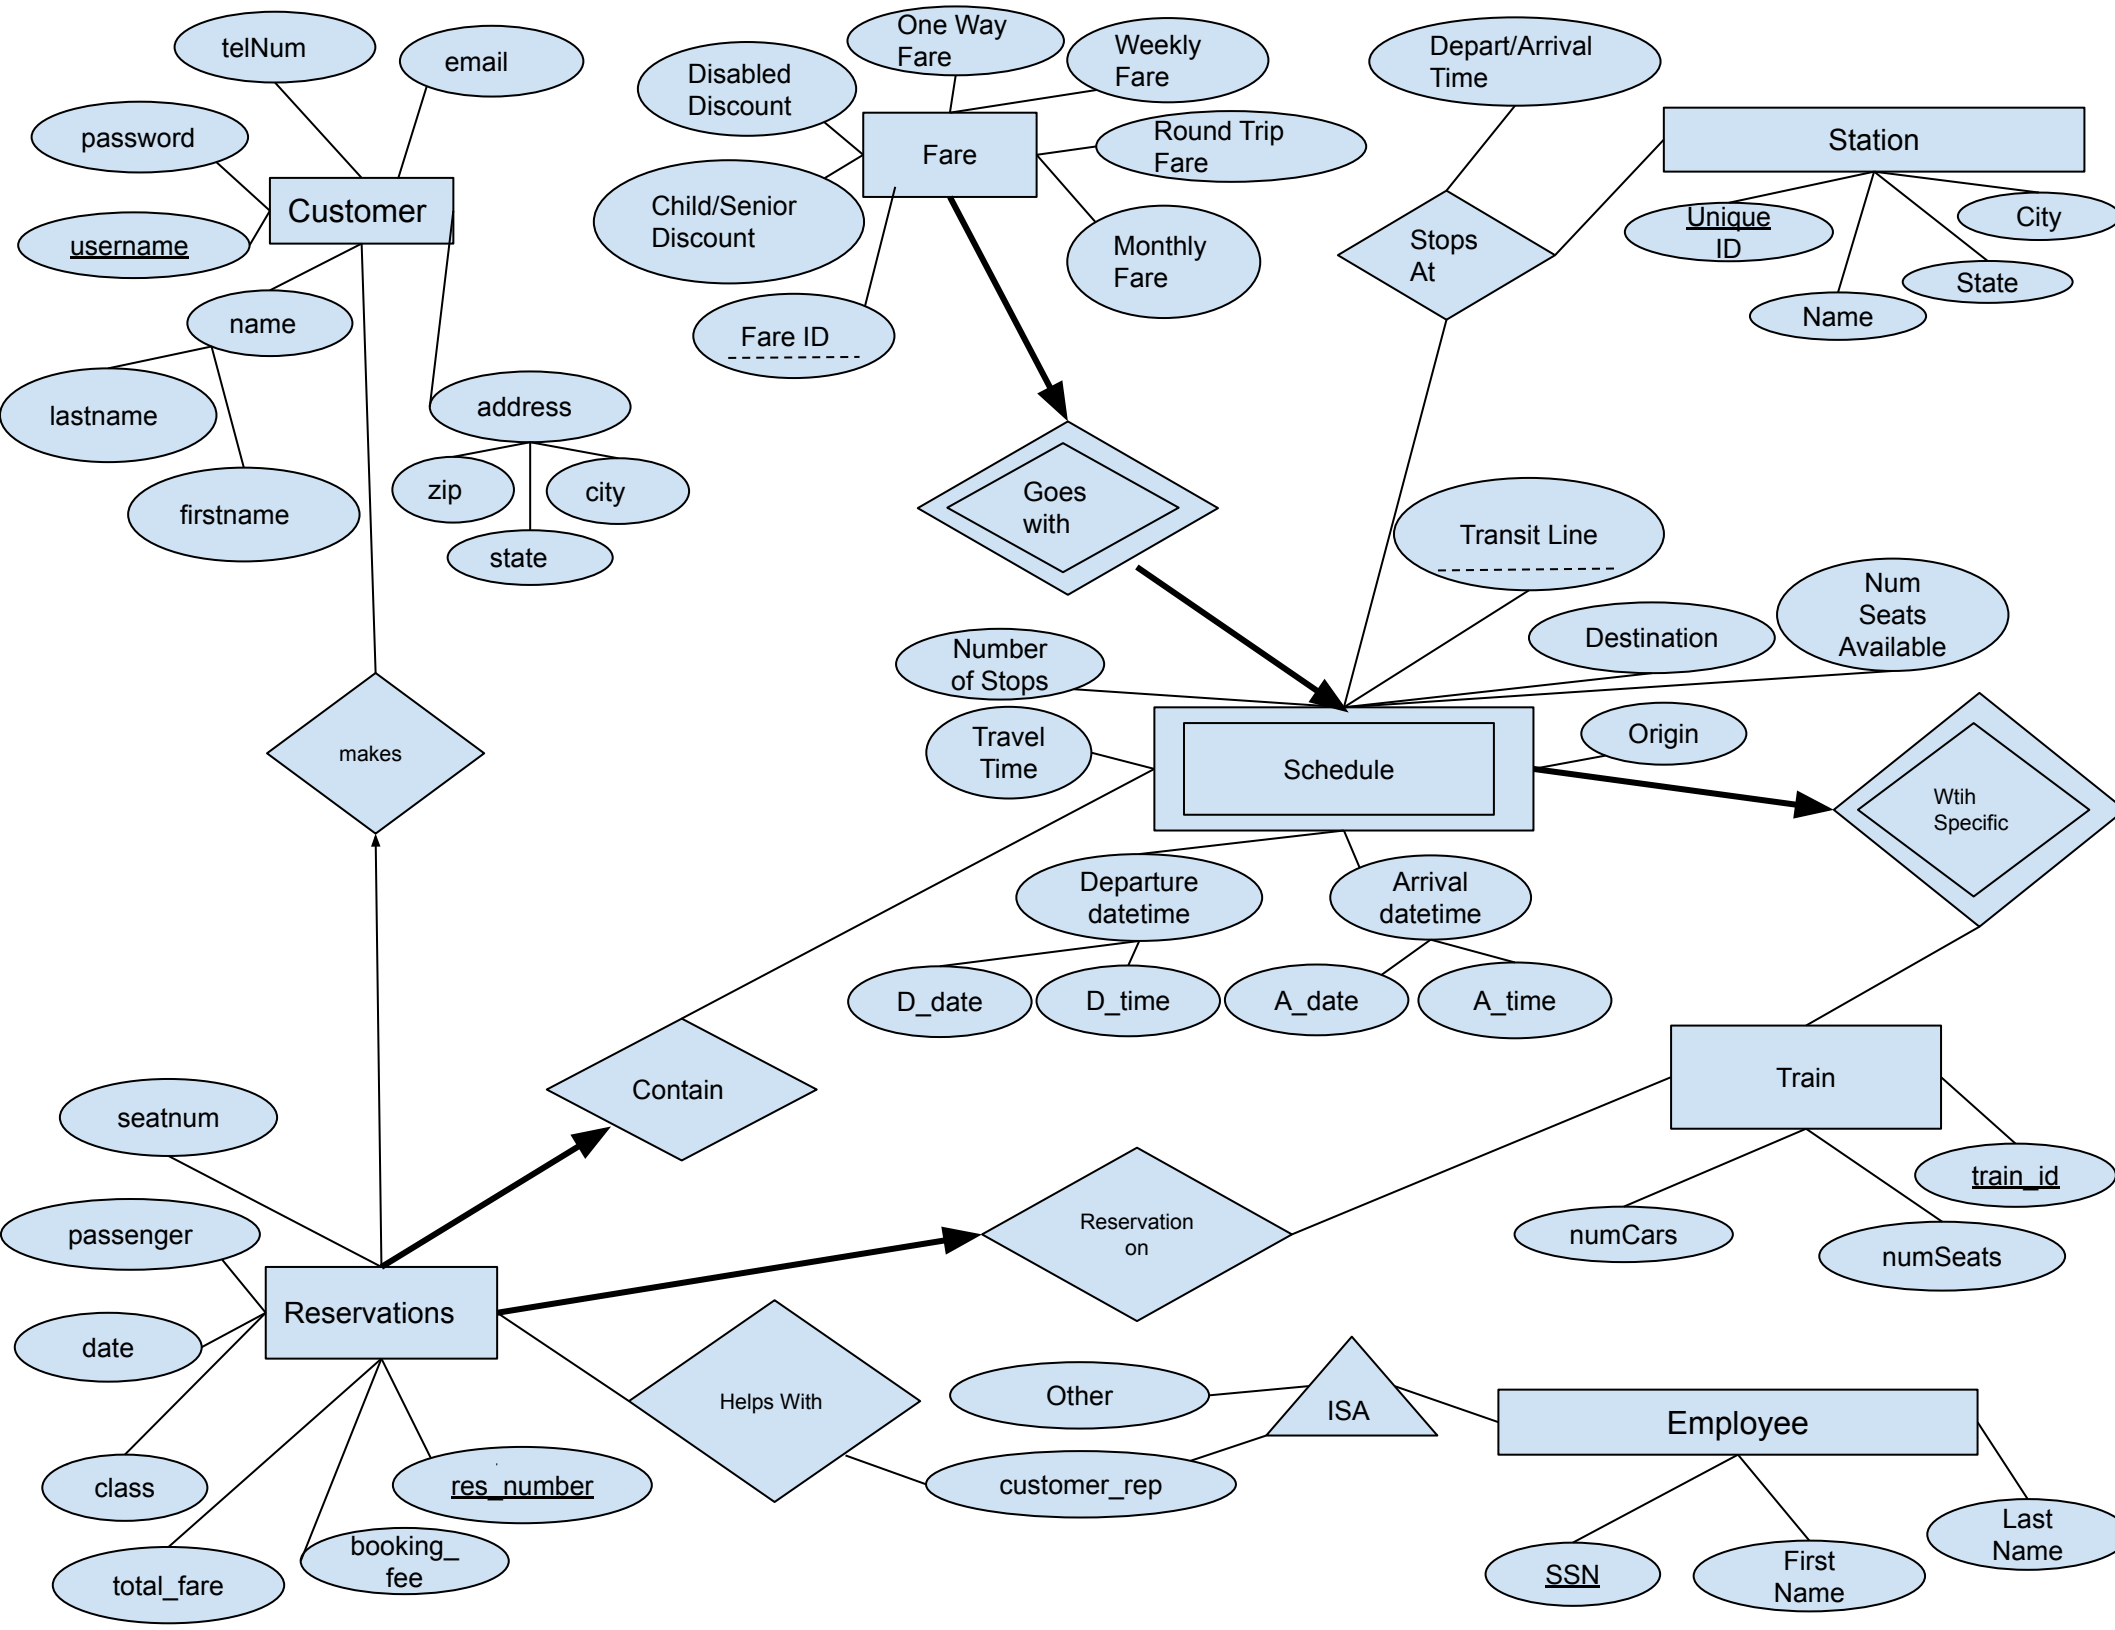 telNum
email
password
Customer
username
name
lastname
firstname
address
zip
city
state
One Way
Fare
Weekly
Fare
Disabled
Discount
Round Trip
Fare
Fare
Child/Senior
Discount
Monthly
Fare
Fare ID
Depart/Arrival
Time
Station
Unique
ID
City
State
Name
Stops
At
Goes
with
Transit Line
Num
Seats
Available
Destination
Number
of Stops
Travel
Time
Origin
Schedule
Wtih
Specific
makes
Departure
datetime
Arrival
datetime
D_date
D_time
A_date
A_time
Contain
Train
train_id
numCars
numSeats
seatnum
passenger
date
Reservations
class
total_fare
booking_
fee
res_number
Reservation
on
Helps With
Other
customer_rep
ISA
Employee
SSN
First
Name
Last
Name